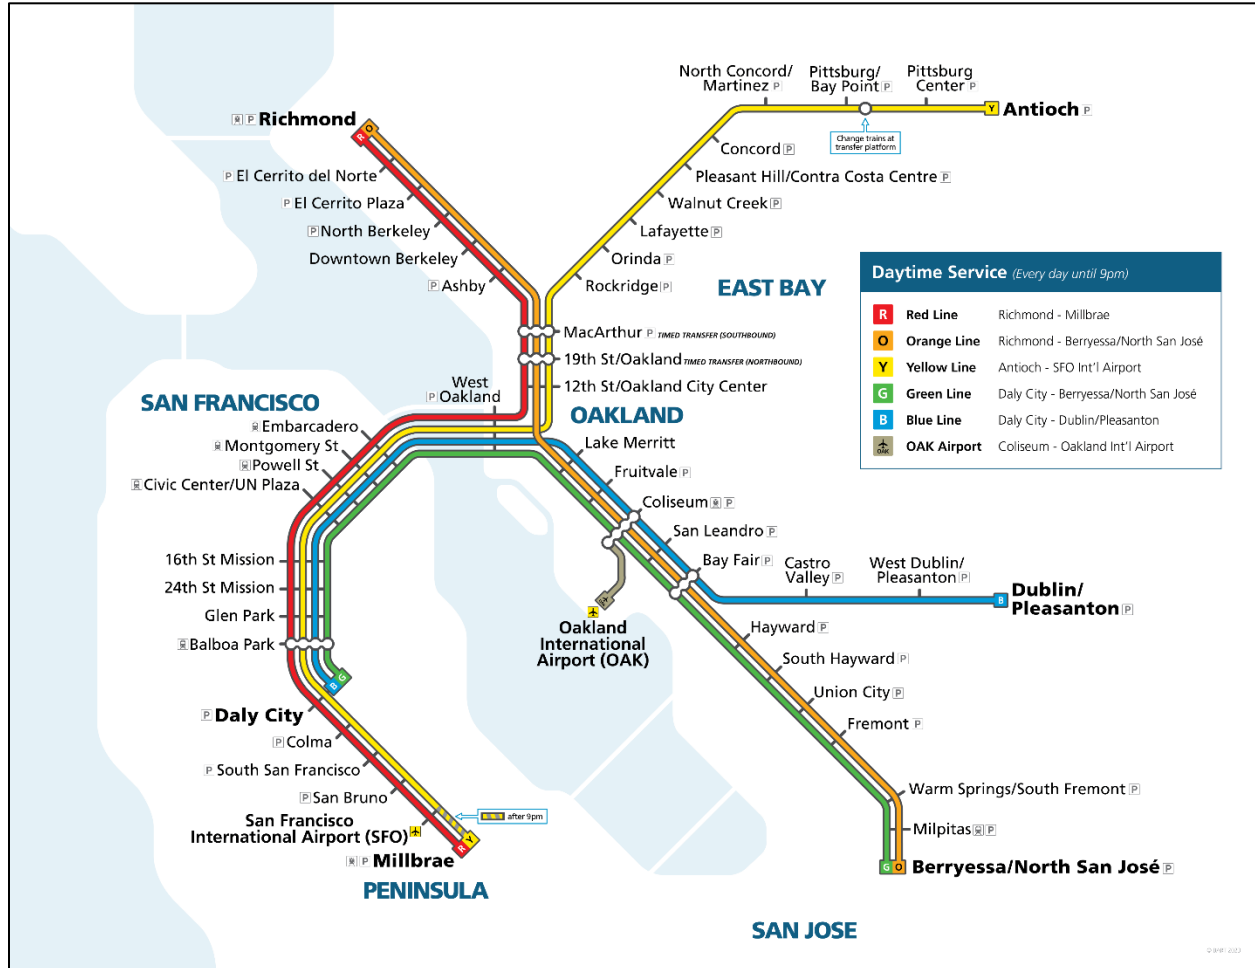 North Concord/
Martinez P
Pittsburg/
Bay Point P
Pittsburg
Center P
Y
Antioch P
Change trains at
transfer platform
P Richmond
R
O
P El Cerrito del Norte
P El Cerrito Plaza
P North Berkeley
Downtown Berkeley
P Ashby
Concord P
Pleasant Hill/Contra Costa Centre P
Walnut Creek P
Lafayette P
Orinda P
Rockridge P
EAST BAY
MacArthur P TIMED TRANSFER (SOUTHBOUND)
19th St/Oakland TIMED TRANSFER (NORTHBOUND)
12th St/Oakland City Center
West
P Oakland
OAKLAND
SAN FRANCISCO
Embarcadero
Montgomery St
Powell St
Civic Center/UN Plaza
16th St Mission
24th St Mission
Glen Park
Balboa Park
B
G
P Daly City
P Colma
P South San Francisco
P San Bruno
San Francisco
International Airport (SFO)
after 9pm
P Millbrae
R
Y
PENINSULA
Lake Merritt
Fruitvale P
Coliseum P
San Leandro P
Bay Fair P
Castro
Valley P
West Dublin/
Pleasanton P
B
Dublin/
Pleasanton P
Oakland
International
Airport (OAK)
Hayward P
South Hayward P
Union City P
Fremont P
Warm Springs/South Fremont P
Milpitas P
G
O
Berryessa/North San José P
SAN JOSE
Daytime Service (Every day until 9pm)
R Red Line Richmond - Millbrae
O Orange Line Richmond - Berryessa/North San José
Y Yellow Line Antioch - SFO Int'l Airport
G Green Line Daly City - Berryessa/North San José
B Blue Line Daly City - Dublin/Pleasanton
OAK OAK Airport Coliseum - Oakland Int'l Airport
© BART 2023